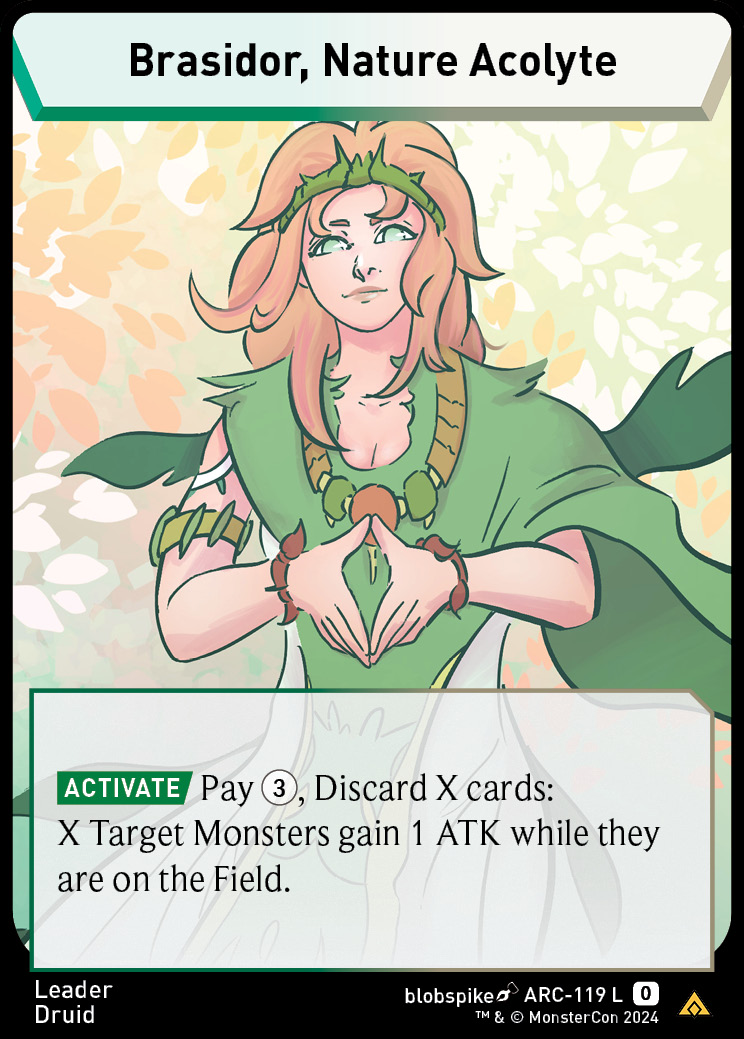 Brasidor, Nature Acolyte
ACTIVATE Pay 3, Discard X cards:
X Target Monsters gain 1 ATK while they
are on the Field.
Leader
Druid
blobspike ARC-119 L 0
™ & © MonsterCon 2024